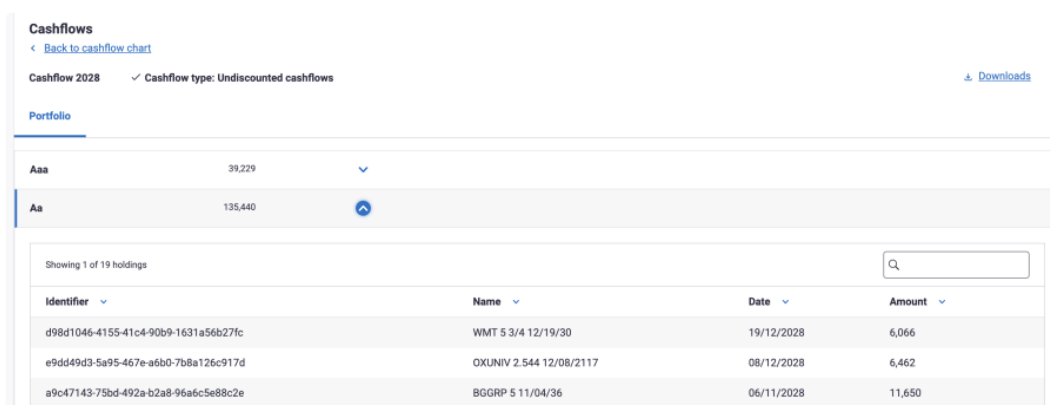 Cashflows
Back to cashflow chart
Cashflow 2028 Cashflow type: Undiscounted cashflows Downloads
Portfolio
Aaa 39,229
Aa 135,440
Showing 1 of 19 holdings
Identifier Name Date Amount
d98d1046-4155-41c4-90b9-1631a56b27fc WMT 5 3/4 12/19/30 19/12/2028 6,066
e9dd49d3-5a95-467e-a6b0-7b8a126c917d OXUNIV 2.544 12/08/2117 08/12/2028 6,462
a9c47143-75bd-492a-b2a8-96a6c5e88c2e BGGRP 5 11/04/36 06/11/2028 11,650